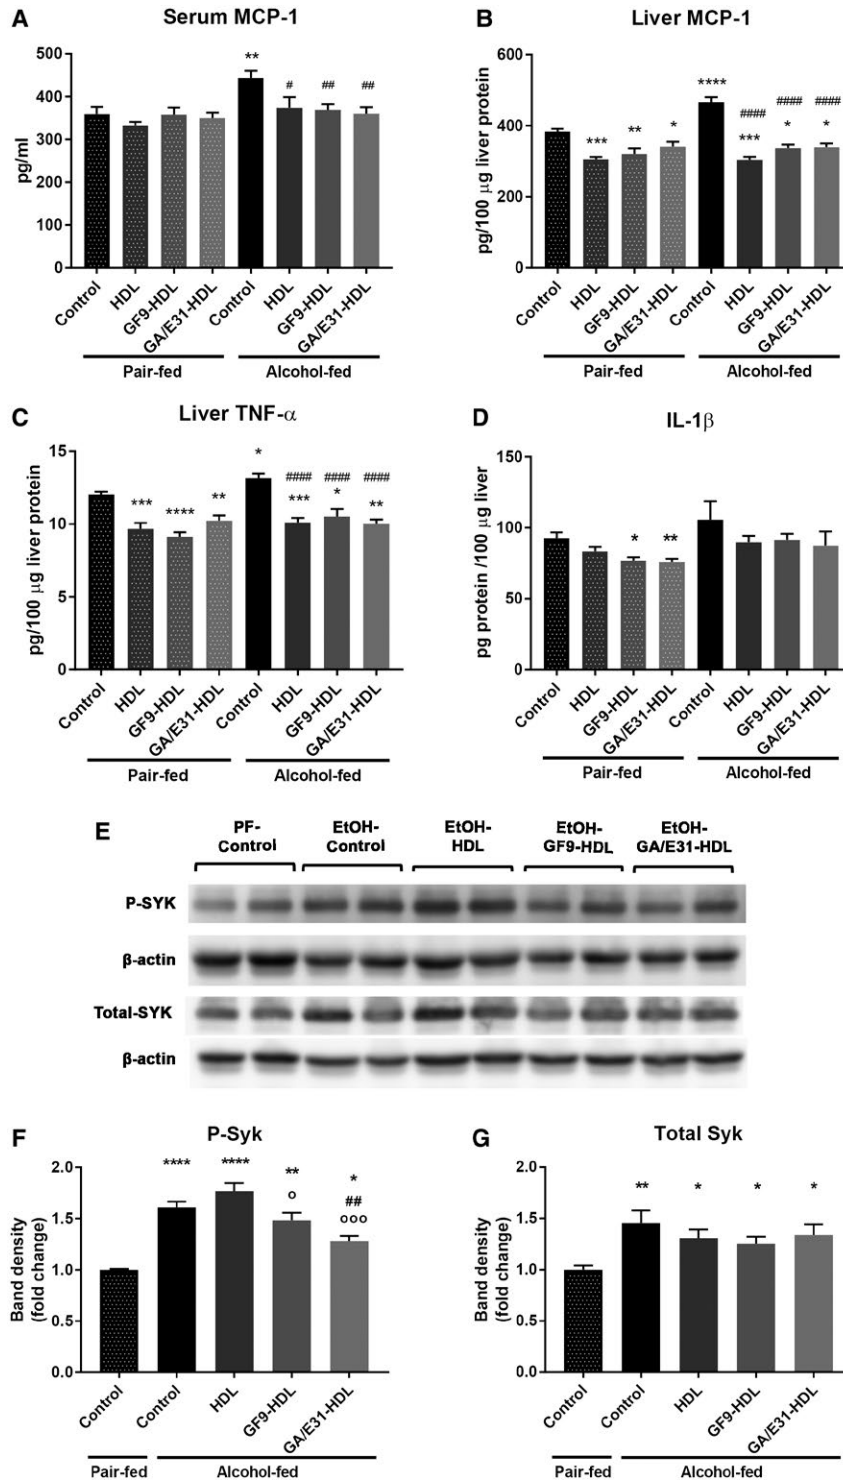 A
Serum MCP-1
**
# ## ##
500
400
300
200
100
0
pg/ml
Control HDL GF9-HDL GA/E31-HDL Control HDL GF9-HDL GA/E31-HDL
Pair-fed Alcohol-fed
B
Liver MCP-1
****
#### #### ####
*** ** * *** * *
600
400
200
0
pg/100 μg liver protein
Control HDL GF9-HDL GA/E31-HDL Control HDL GF9-HDL GA/E31-HDL
Pair-fed Alcohol-fed
C
Liver TNF-α
*
#### #### ####
*** **** ** *** * **
15
10
5
0
pg/100 μg liver protein
Control HDL GF9-HDL GA/E31-HDL Control HDL GF9-HDL GA/E31-HDL
Pair-fed Alcohol-fed
D
IL-1β
* **
150
100
50
0
pg protein /100 μg liver
Control HDL GF9-HDL GA/E31-HDL Control HDL GF9-HDL GA/E31-HDL
Pair-fed Alcohol-fed
E
PF- EtOH- EtOH- EtOH- EtOH-
Control Control HDL GF9-HDL GA/E31-HDL
P-SYK
β-actin
Total-SYK
β-actin
F
P-Syk
**** **** ** *
o ##
ooo
2.0
1.5
1.0
0.5
0.0
Band density
(fold change)
Control Control HDL GF9-HDL GA/E31-HDL
Pair-fed Alcohol-fed
G
Total Syk
** * * *
2.0
1.5
1.0
0.5
0.0
Band density
(fold change)
Control Control HDL GF9-HDL GA/E31-HDL
Pair-fed Alcohol-fed